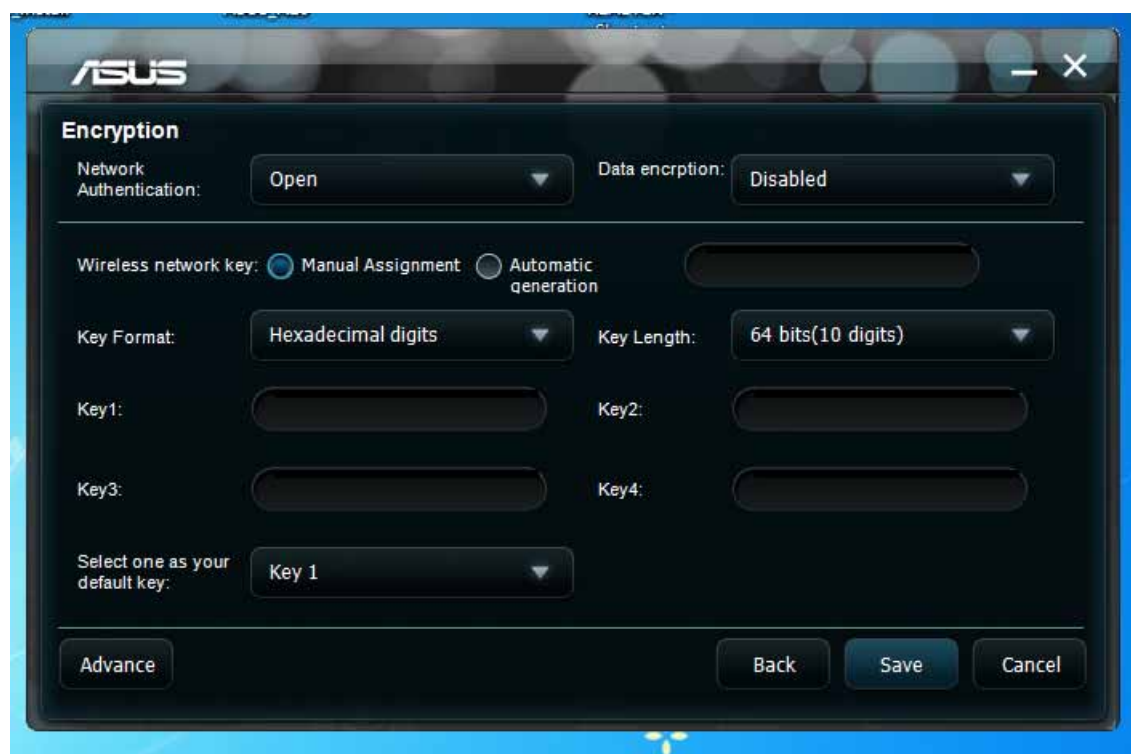 ASUS
Encryption
Network
Authentication:
Open
Data encrption:
Disabled
Wireless network key:
Manual Assignment
Automatic
generation
Key Format:
Hexadecimal digits
Key Length:
64 bits(10 digits)
Key1:
Key2:
Key3:
Key4:
Select one as your
default key:
Key 1
Advance
Back
Save
Cancel